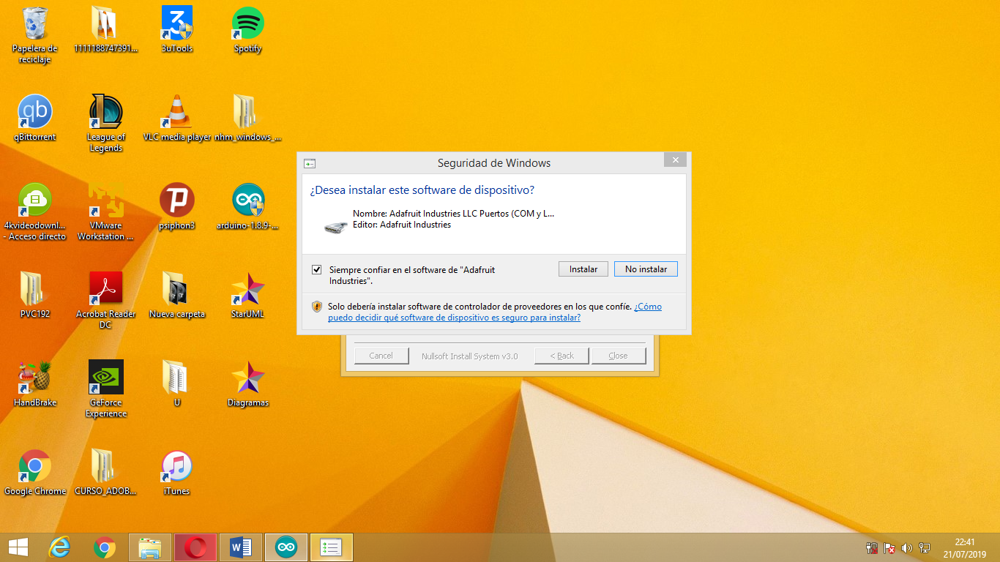 Papelera de
reciclaje
1111188747391...
3uTools
Spotify
qBittorrent
League of
Legends
VLC media player
nhm_windows_...
4kvideodownl...
- Acceso directo
VMware
Workstation ...
psiphon3
arduino-1.8.9-...
PVC192
Acrobat Reader
DC
Nueva carpeta
StarUML
HandBrake
GeForce
Experience
U
Diagramas
Google Chrome
CURSO_ADOB...
iTunes
Seguridad de Windows
¿Desea instalar este software de dispositivo?
Nombre: Adafruit Industries LLC Puertos (COM y L...
Editor: Adafruit Industries
Siempre confiar en el software de "Adafruit
Industries".
Instalar
No instalar
Solo debería instalar software de controlador de proveedores en los que confíe. ¿Cómo
puedo decidir qué software de dispositivo es seguro para instalar?
Cancel
Nullsoft Install System v3.0
< Back
Close
22:41
21/07/2019